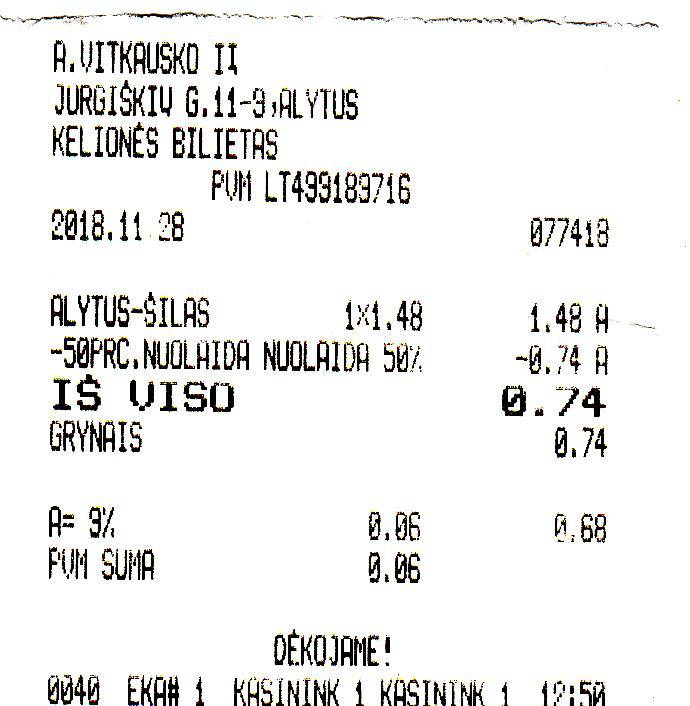 A.VITKAUSKO IĮ
JURGIŠKIŲ G.11-9,ALYTUS
KELIONĖS BILIETAS
PVM LT499189716
2018.11.28 077418
ALYTUS-ŠILAS 1X1.48 1.48 A
-50PRC.NUOLAIDA NUOLAIDA 50% -0.74 A
IŠ VISO 0.74
GRYNAIS 0.74
A= 9% 0.06 0.68
PVM SUMA 0.06
DĖKOJAME!
0040 EKA# 1 KASININK 1 KASININK 1 12:50